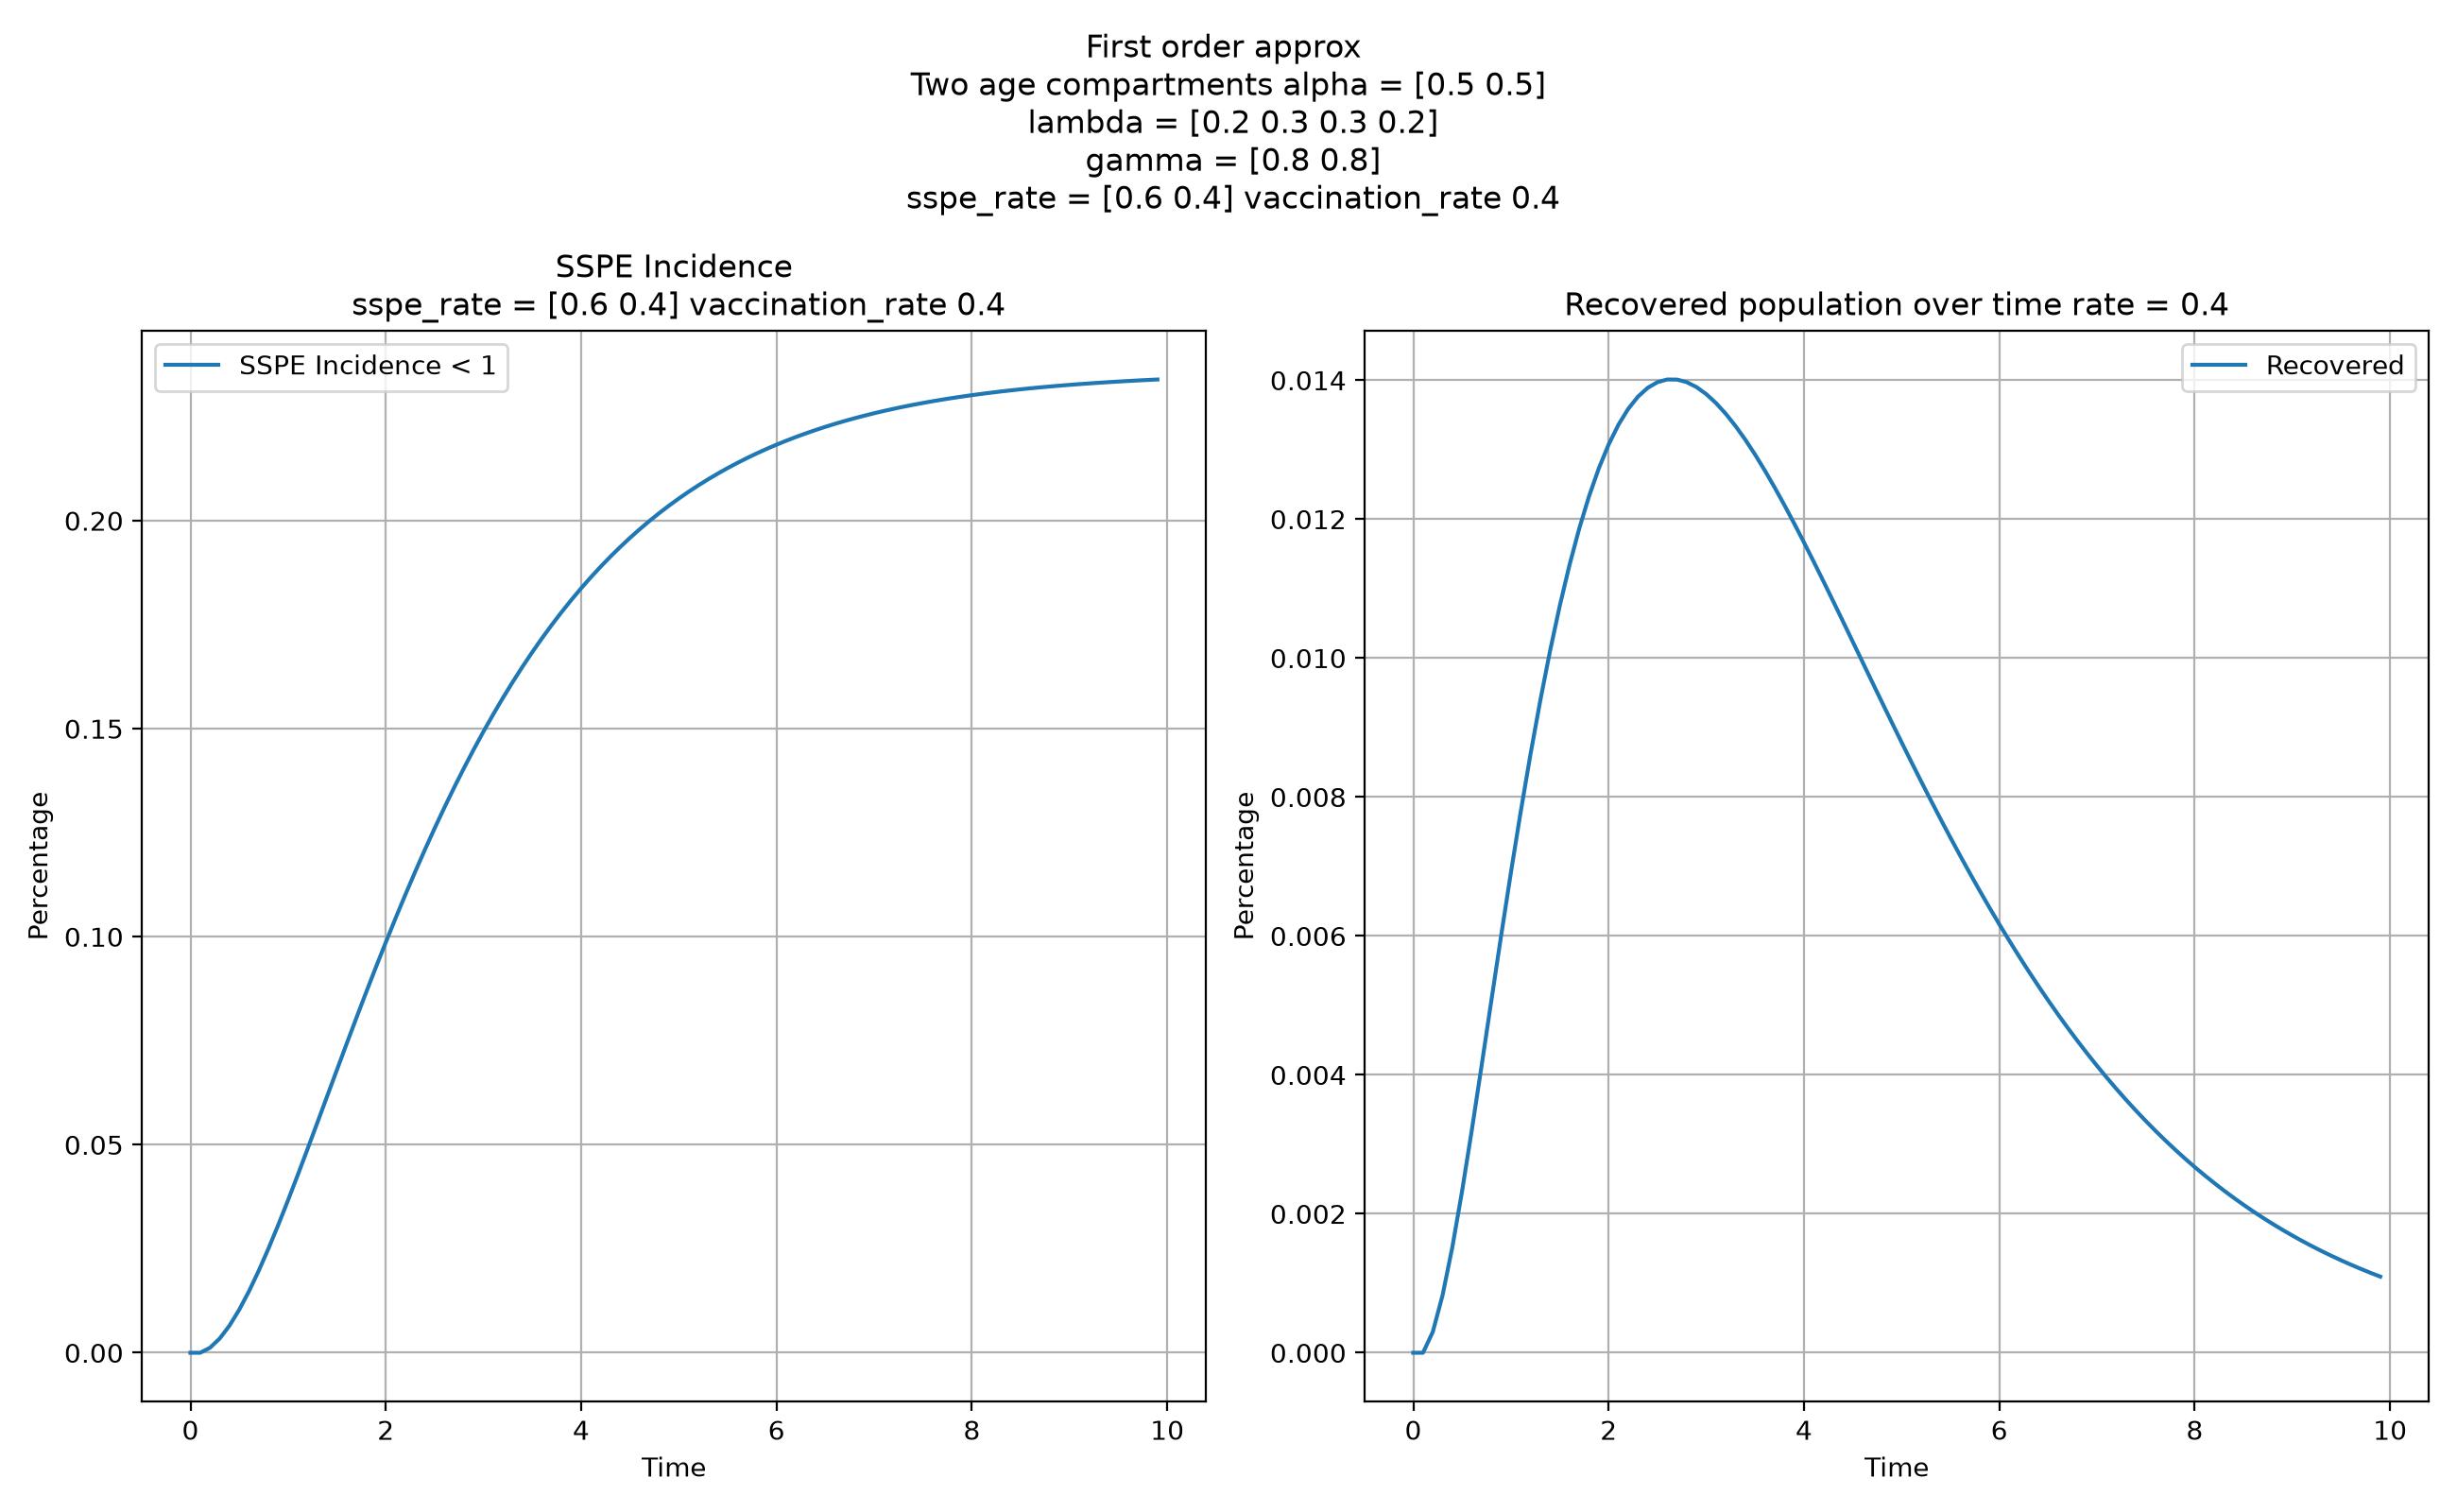 First order approx
Two age compartments alpha = [0.5 0.5]
lambda = [0.2 0.3 0.3 0.2]
gamma = [0.8 0.8]
sspe_rate = [0.6 0.4] vaccination_rate 0.4
SSPE Incidence
sspe_rate = [0.6 0.4] vaccination_rate 0.4
SSPE Incidence < 1
Percentage
0.20
0.15
0.10
0.05
0.00
0 2 4 6 8 10
Time
Recovered population over time rate = 0.4
Recovered
Percentage
0.014
0.012
0.010
0.008
0.006
0.004
0.002
0.000
0 2 4 6 8 10
Time